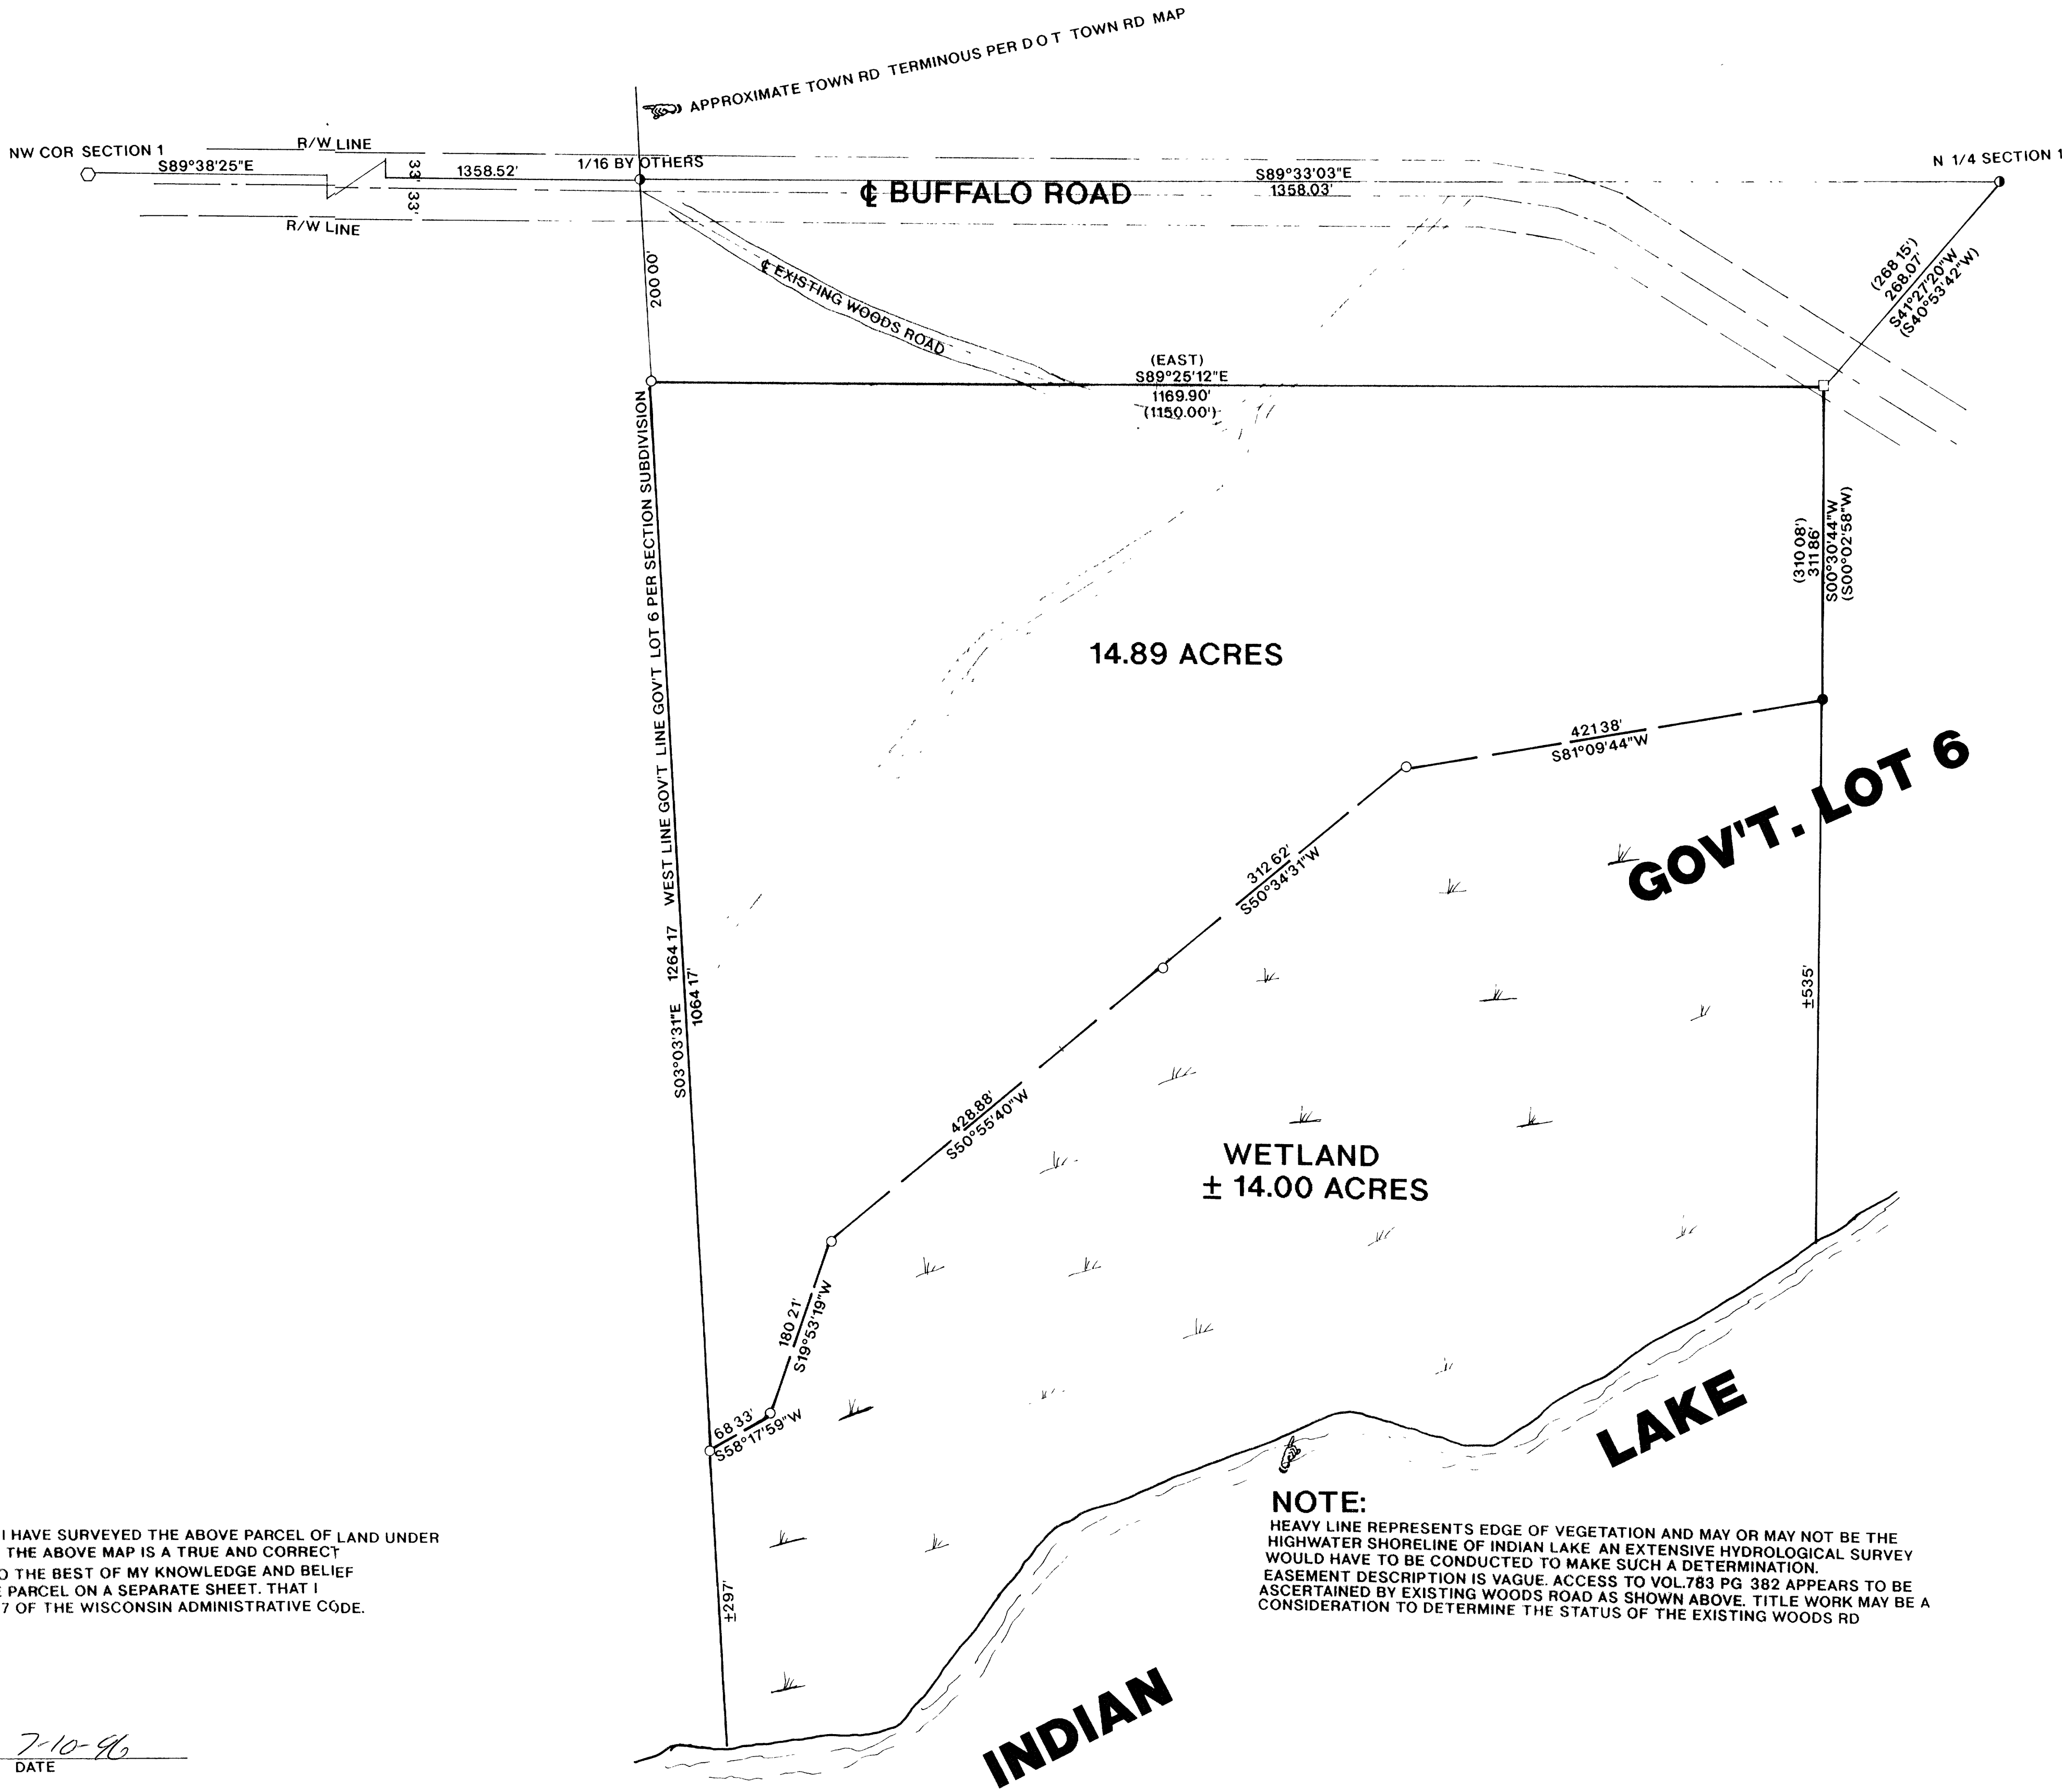 APPROXIMATE TOWN RD TERMINOUS PER D O T TOWN RD MAP
NW COR SECTION 1
R/W LINE
S89°38'25"E
33'
33'
1358.52'
1/16 BY OTHERS
R/W LINE
℄ BUFFALO ROAD
S89°33'03"E
1358.03'
N 1/4 SECTION 1
200 00'
℄ EXISTING WOODS ROAD
(268 15')
268.07'
S41°27'20"W
(S40°53'42"W)
(EAST)
S89°25'12"E
1169.90'
(1150.00')
WEST LINE GOV'T LINE GOV'T LOT 6 PER SECTION SUBDIVISION
S03°03'31"E 1264 17
1064 17'
(310 08')
311 86'
S00°30'44"W
(S00°02'58"W)
14.89 ACRES
421 38'
S81°09'44"W
GOV'T. LOT 6
312 62'
S50°34'31"W
±535'
428.88'
S50°55'40"W
WETLAND
± 14.00 ACRES
180 21'
S19°53'19"W
68 33'
S58°17'59"W
±297'
INDIAN
LAKE
NOTE:
HEAVY LINE REPRESENTS EDGE OF VEGETATION AND MAY OR MAY NOT BE THE
HIGHWATER SHORELINE OF INDIAN LAKE AN EXTENSIVE HYDROLOGICAL SURVEY
WOULD HAVE TO BE CONDUCTED TO MAKE SUCH A DETERMINATION.
EASEMENT DESCRIPTION IS VAGUE. ACCESS TO VOL.783 PG 382 APPEARS TO BE
ASCERTAINED BY EXISTING WOODS ROAD AS SHOWN ABOVE. TITLE WORK MAY BE A
CONSIDERATION TO DETERMINE THE STATUS OF THE EXISTING WOODS RD
I HAVE SURVEYED THE ABOVE PARCEL OF LAND UNDER
THE ABOVE MAP IS A TRUE AND CORRECT
O THE BEST OF MY KNOWLEDGE AND BELIEF
E PARCEL ON A SEPARATE SHEET. THAT I
7 OF THE WISCONSIN ADMINISTRATIVE CODE.
7-10-96
DATE